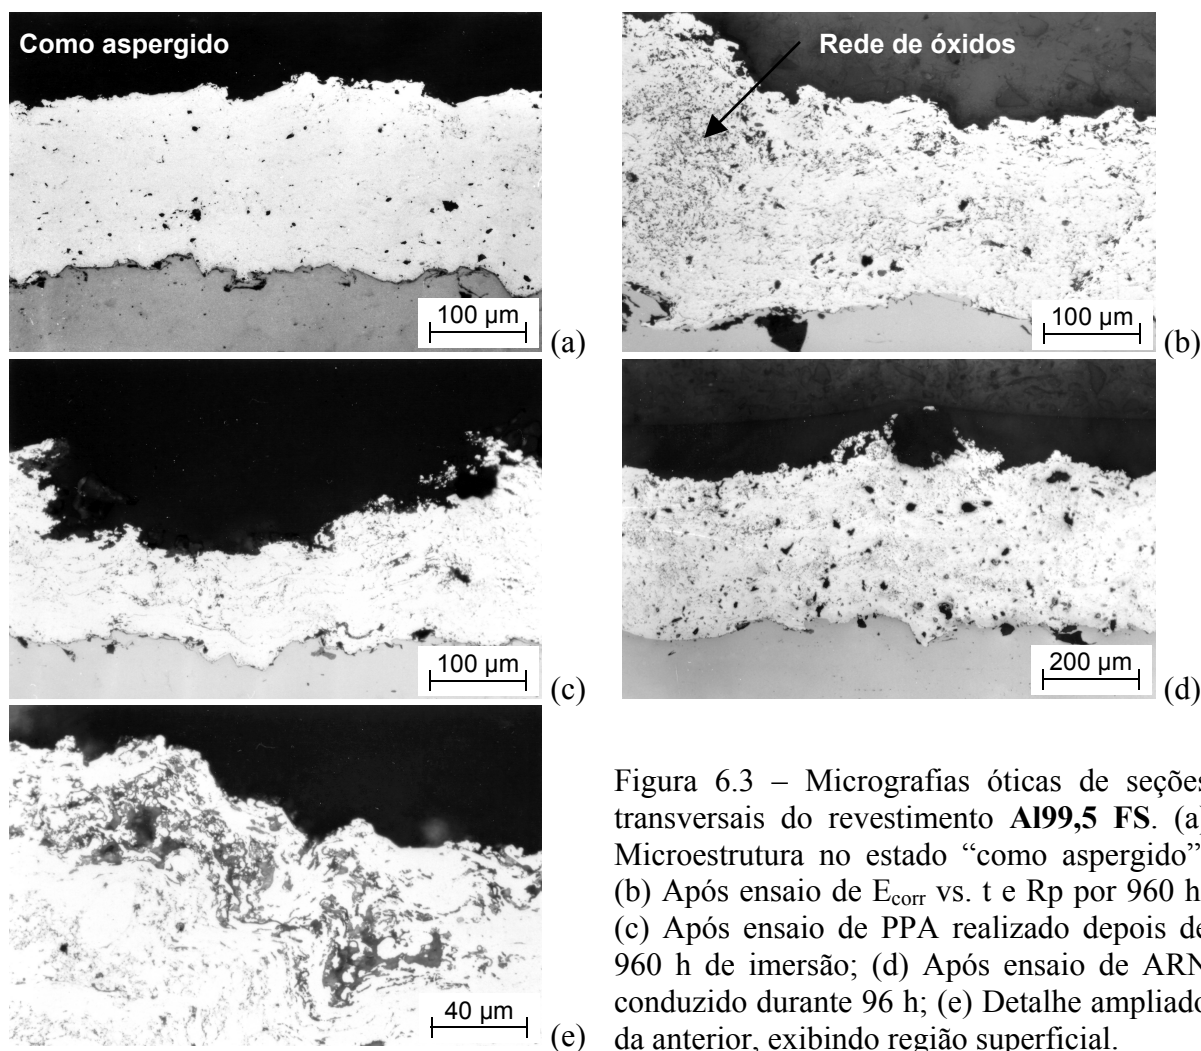 Como aspergido
Rede de óxidos
100 µm
(a)
100 µm
(b)
100 µm
(c)
200 µm
(d)
40 µm
(e)
Figura 6.3 – Micrografias óticas de seções
transversais do revestimento Al99,5 FS. (a)
Microestrutura no estado “como aspergido”
(b) Após ensaio de Ecorr vs. t e Rp por 960 h
(c) Após ensaio de PPA realizado depois de
960 h de imersão; (d) Após ensaio de ARN
conduzido durante 96 h; (e) Detalhe ampliado
da anterior, exibindo região superficial.